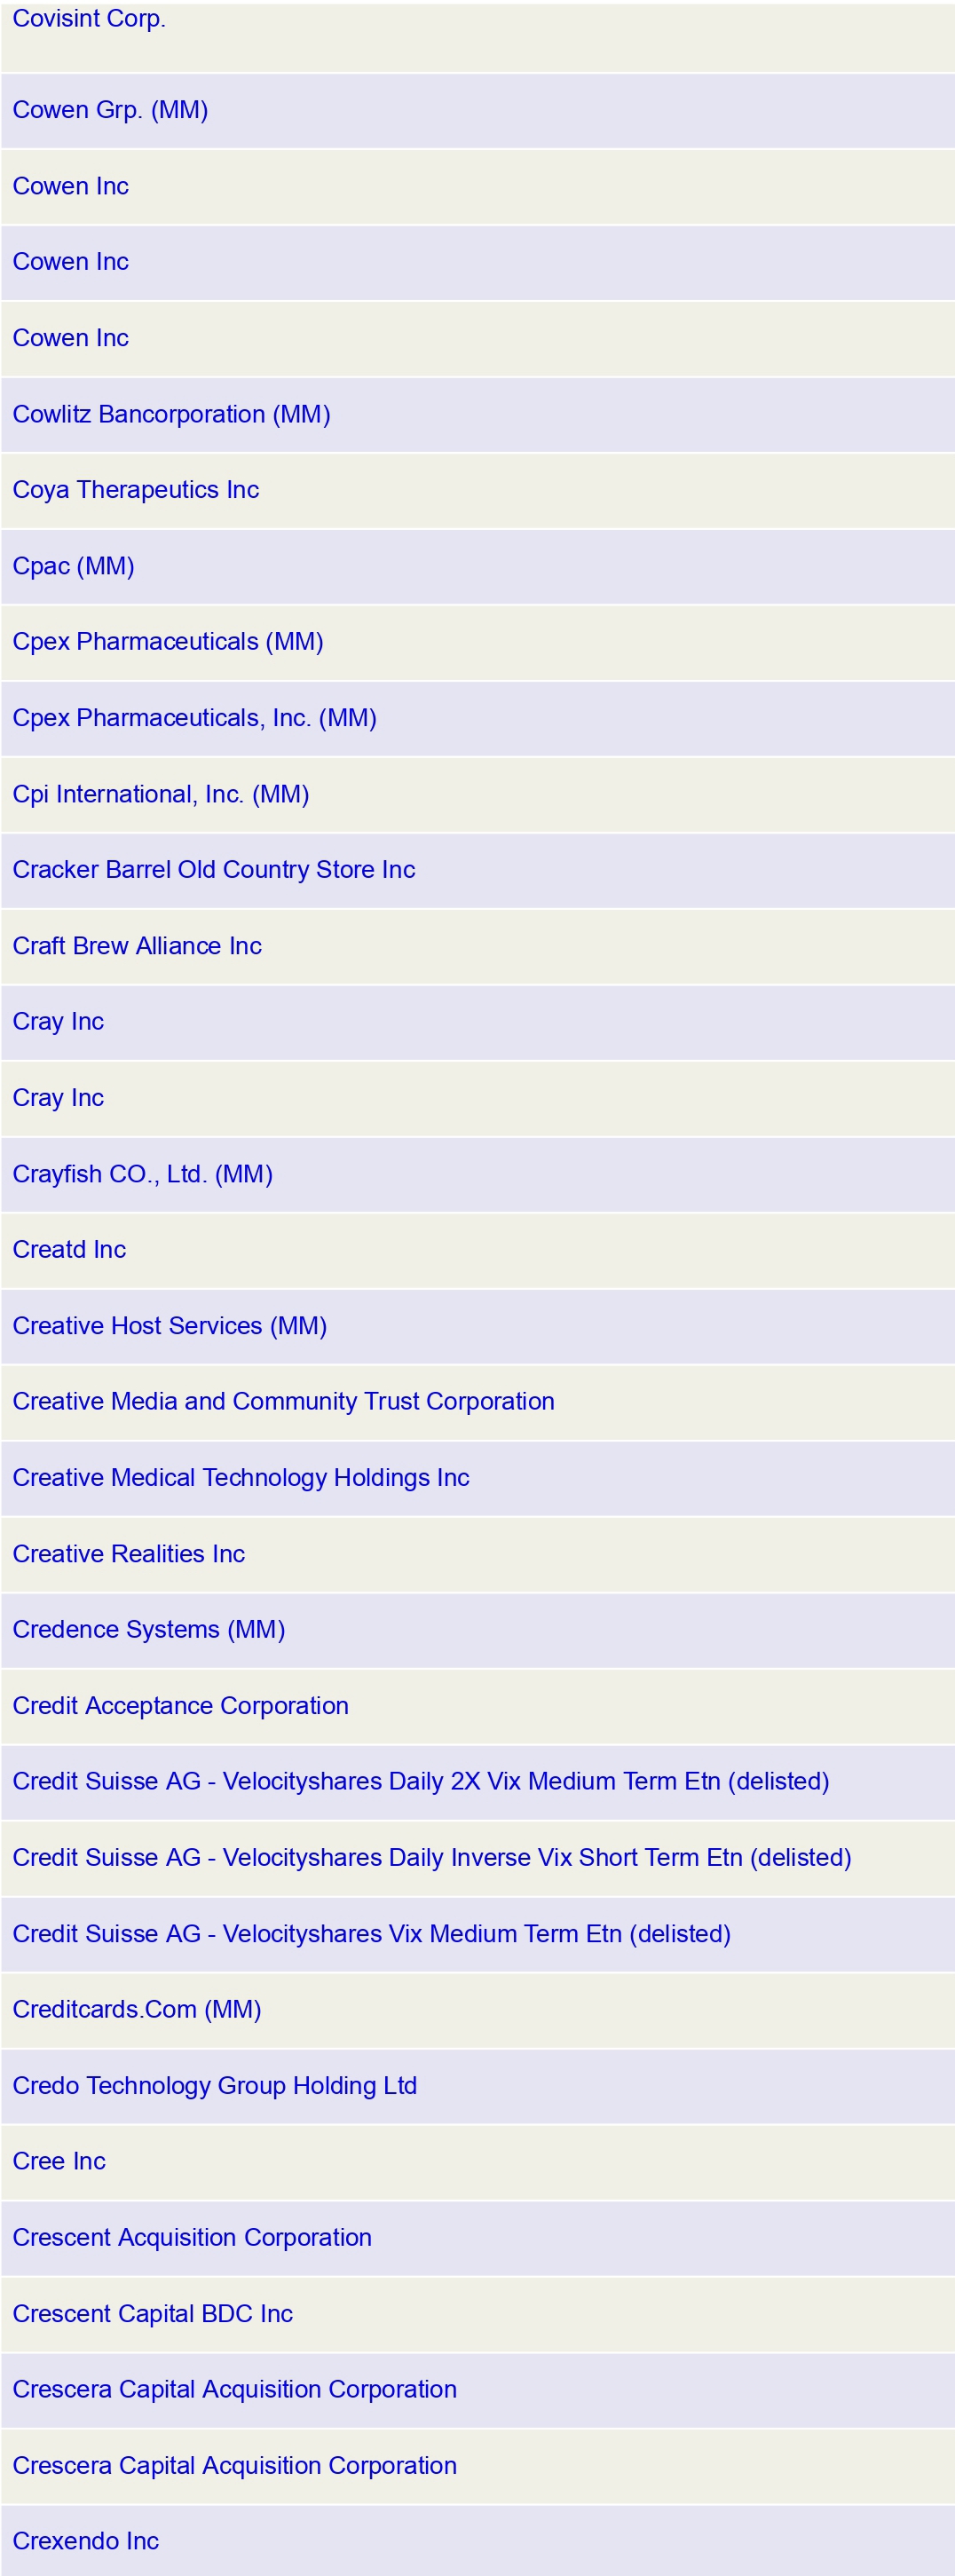 Covisint Corp.
Cowen Grp. (MM)
Cowen Inc
Cowen Inc
Cowen Inc
Cowlitz Bancorporation (MM)
Coya Therapeutics Inc
Cpac (MM)
Cpex Pharmaceuticals (MM)
Cpex Pharmaceuticals, Inc. (MM)
Cpi International, Inc. (MM)
Cracker Barrel Old Country Store Inc
Craft Brew Alliance Inc
Cray Inc
Cray Inc
Crayfish CO., Ltd. (MM)
Creatd Inc
Creative Host Services (MM)
Creative Media and Community Trust Corporation
Creative Medical Technology Holdings Inc
Creative Realities Inc
Credence Systems (MM)
Credit Acceptance Corporation
Credit Suisse AG - Velocityshares Daily 2X Vix Medium Term Etn (delisted)
Credit Suisse AG - Velocityshares Daily Inverse Vix Short Term Etn (delisted)
Credit Suisse AG - Velocityshares Vix Medium Term Etn (delisted)
Creditcards.Com (MM)
Credo Technology Group Holding Ltd
Cree Inc
Crescent Acquisition Corporation
Crescent Capital BDC Inc
Crescera Capital Acquisition Corporation
Crescera Capital Acquisition Corporation
Crexendo Inc